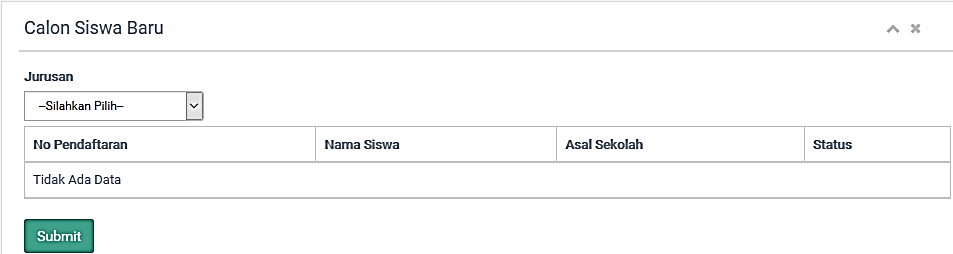 Calon Siswa Baru
Jurusan
--Silahkan Pilih--
No Pendaftaran Nama Siswa Asal Sekolah Status
Tidak Ada Data
Submit